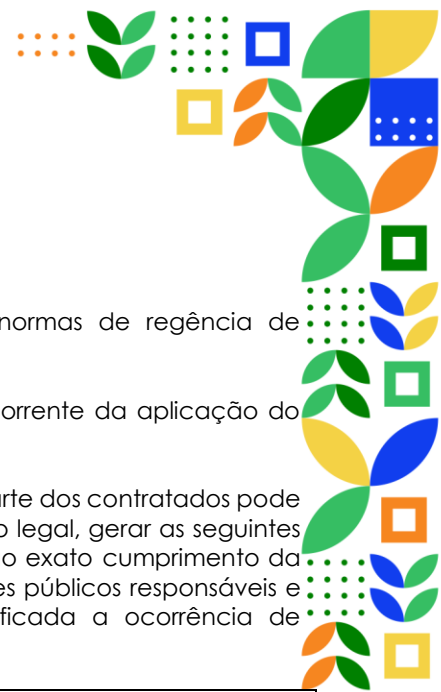 normas de regência de
orrente da aplicação do
arte dos contratados pode
o legal, gerar as seguintes
o exato cumprimento da
es públicos responsáveis e
ficada a ocorrência de